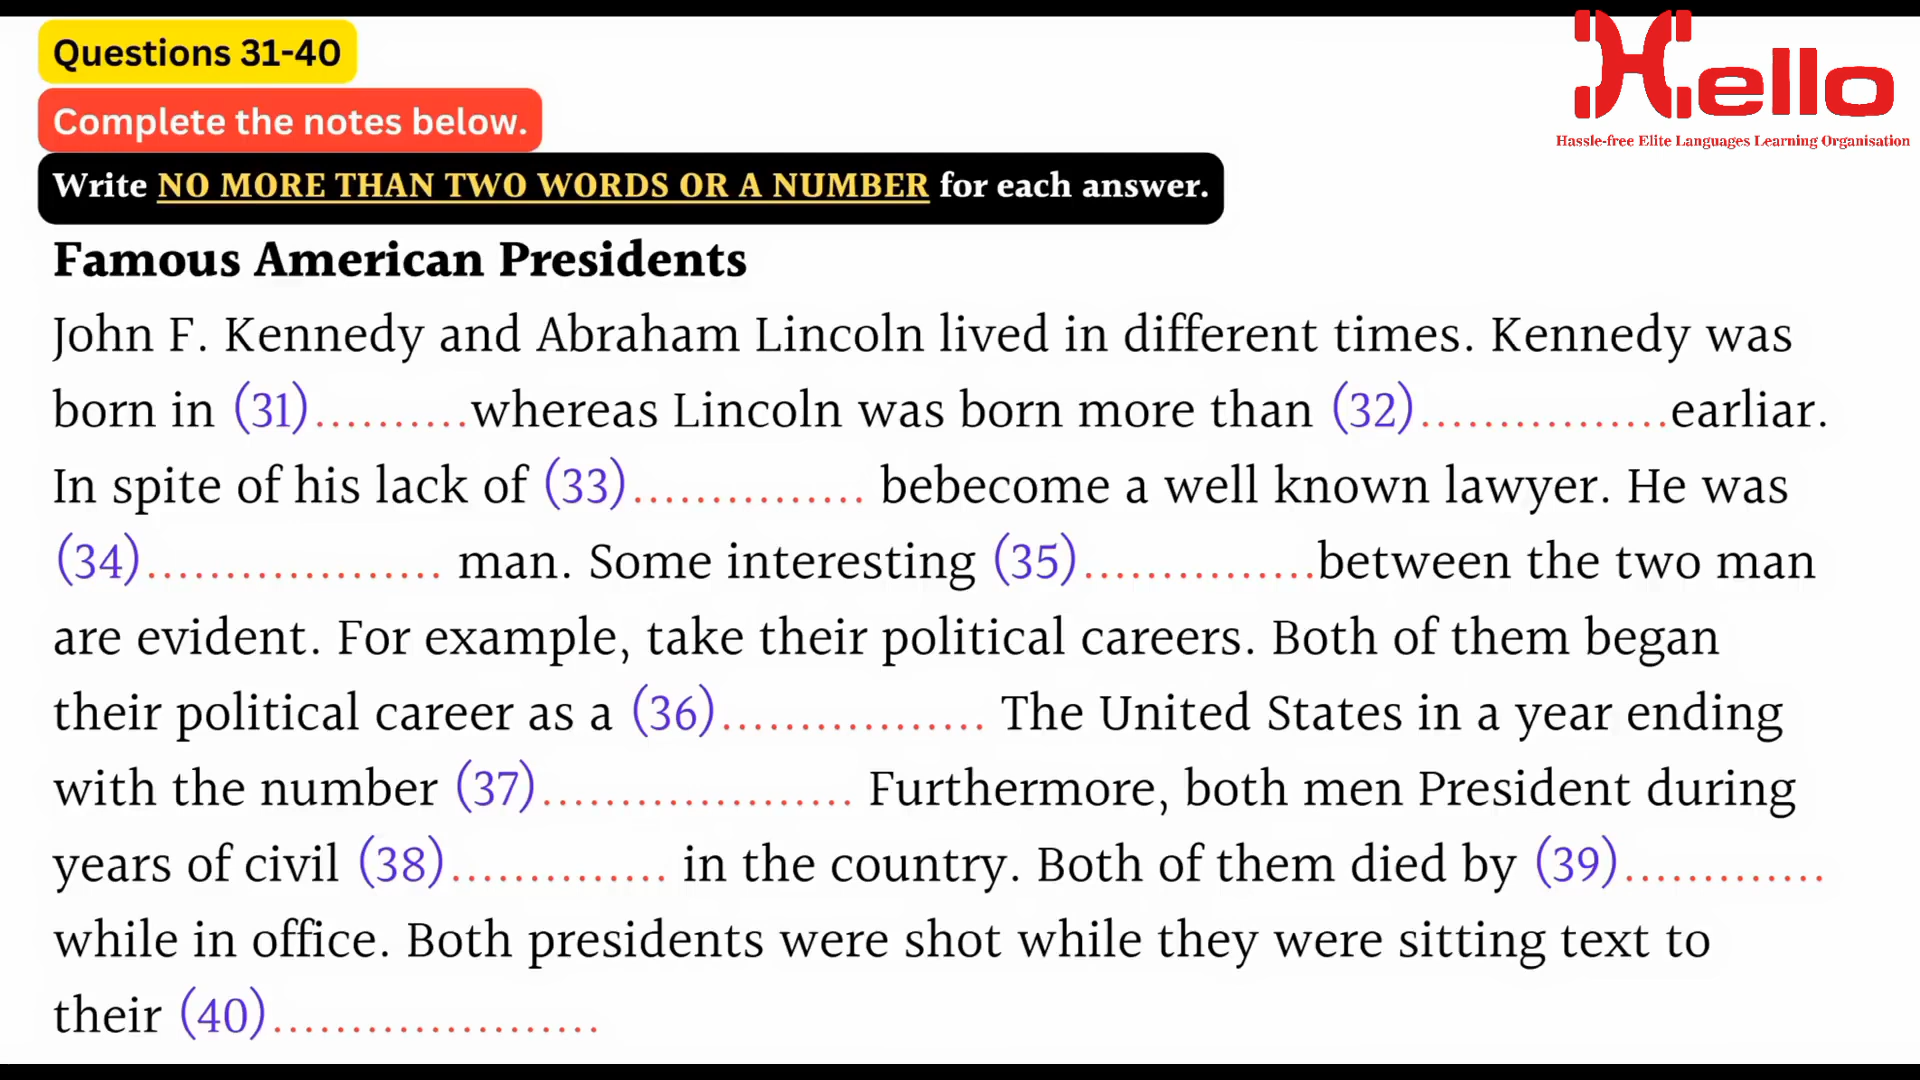 Questions 31-40
Hello
Complete the notes below.
Hassle-free Elite Languages Learning Organisation
Write NO MORE THAN TWO WORDS OR A NUMBER for each answer.
Famous American Presidents
John F. Kennedy and Abraham Lincoln lived in different times. Kennedy was
born in (31)..........whereas Lincoln was born more than (32)................earliar.
In spite of his lack of (33)............... bebecome a well known lawyer. He was
(34)................... man. Some interesting (35)...............between the two man
are evident. For example, take their political careers. Both of them began
their political career as a (36)................. The United States in a year ending
with the number (37).................... Furthermore, both men President during
years of civil (38).............. in the country. Both of them died by (39).............
while in office. Both presidents were shot while they were sitting text to
their (40).....................